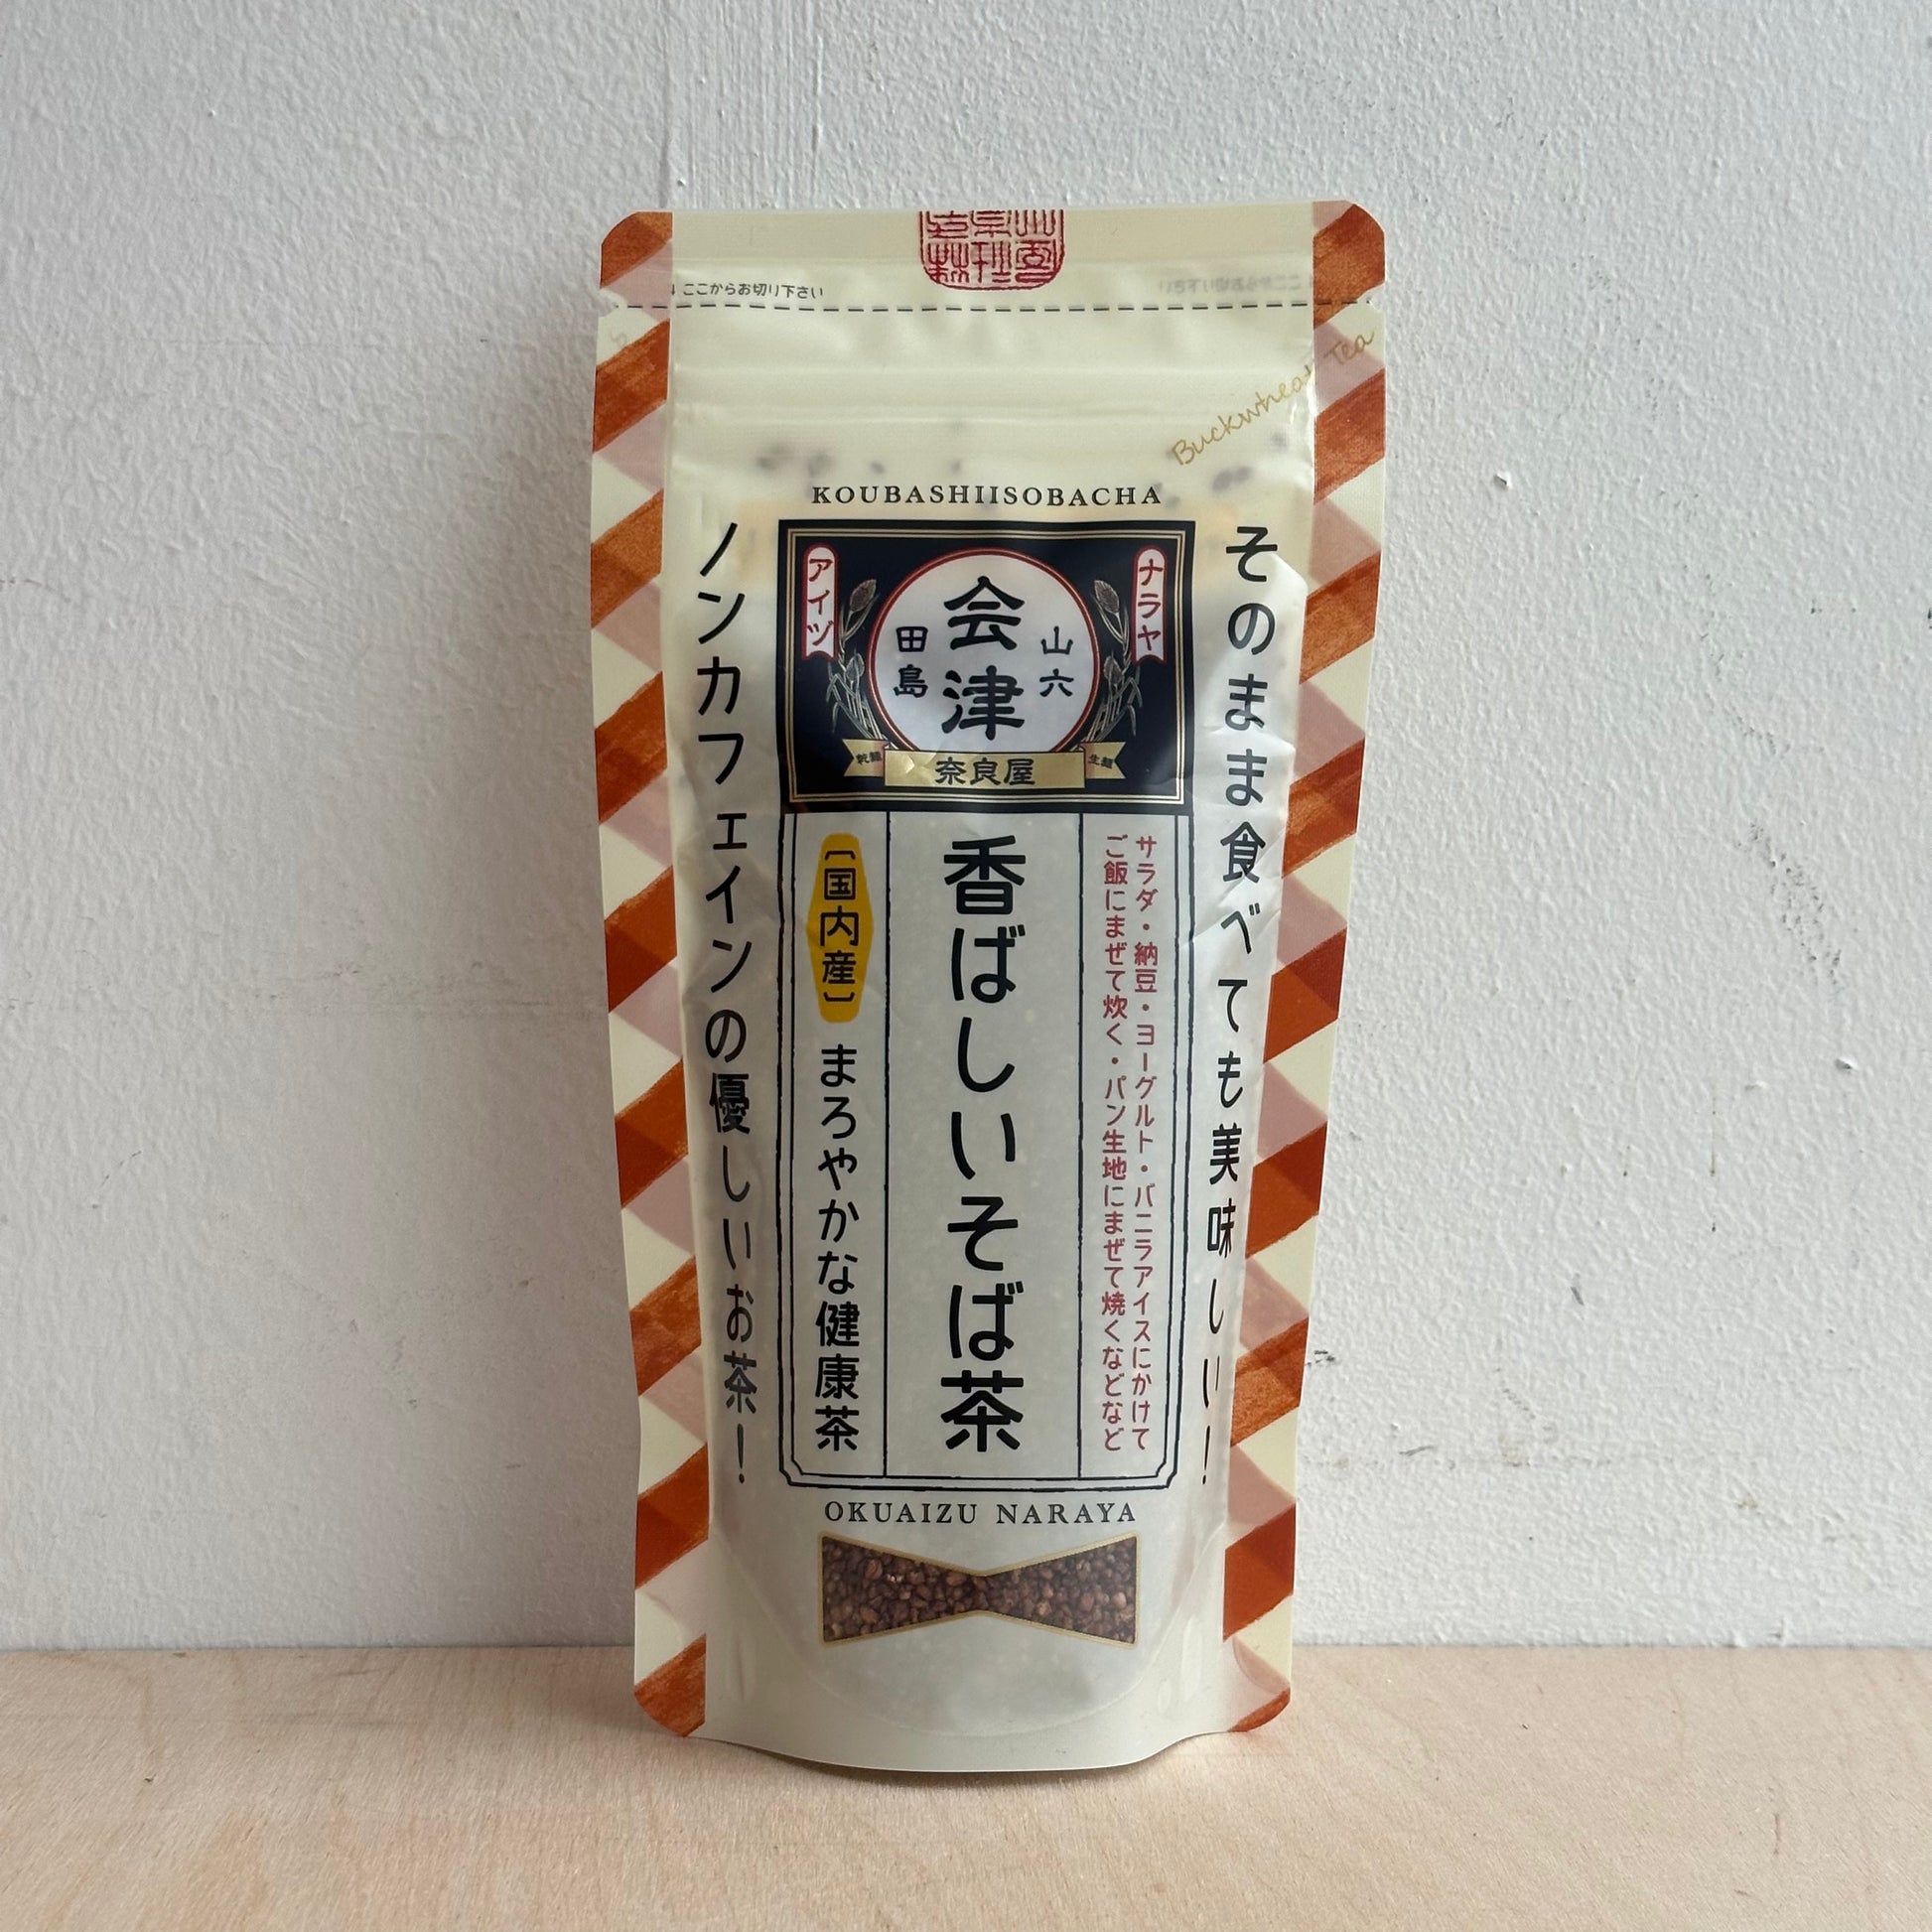 ここからお切り下さい
Buckwheat Tea
KOUBASHIISOBACHA
そのまま食べても美味しい!
ナラヤ
山六
会津
田島
アイヅ
生麺
奈良屋
乾麺
サラダ・納豆・ヨーグルト・バニラアイスにかけて
ご飯にまぜて炊く・パン生地にまぜて焼くなどなど
香ばしいそば茶
〔国内産〕
まろやかな健康茶
ノンカフェインの優しいお茶!
OKUAIZU NARAYA